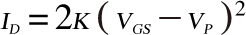 I_D = 2K(V_GS − V_P)²